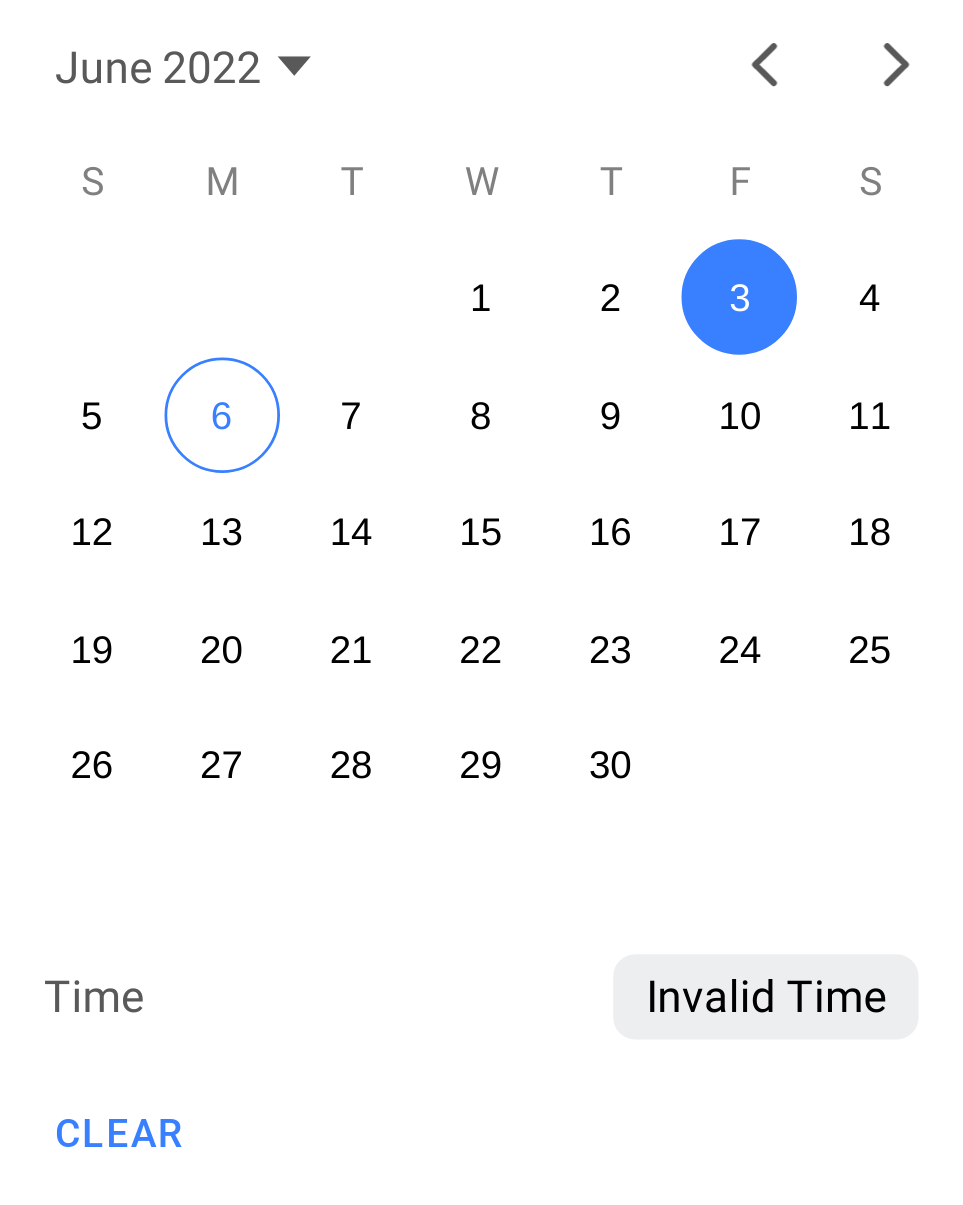 June 2022
S M T W T F S
1 2 3 4
5 6 7 8 9 10 11
12 13 14 15 16 17 18
19 20 21 22 23 24 25
26 27 28 29 30
Time Invalid Time
CLEAR